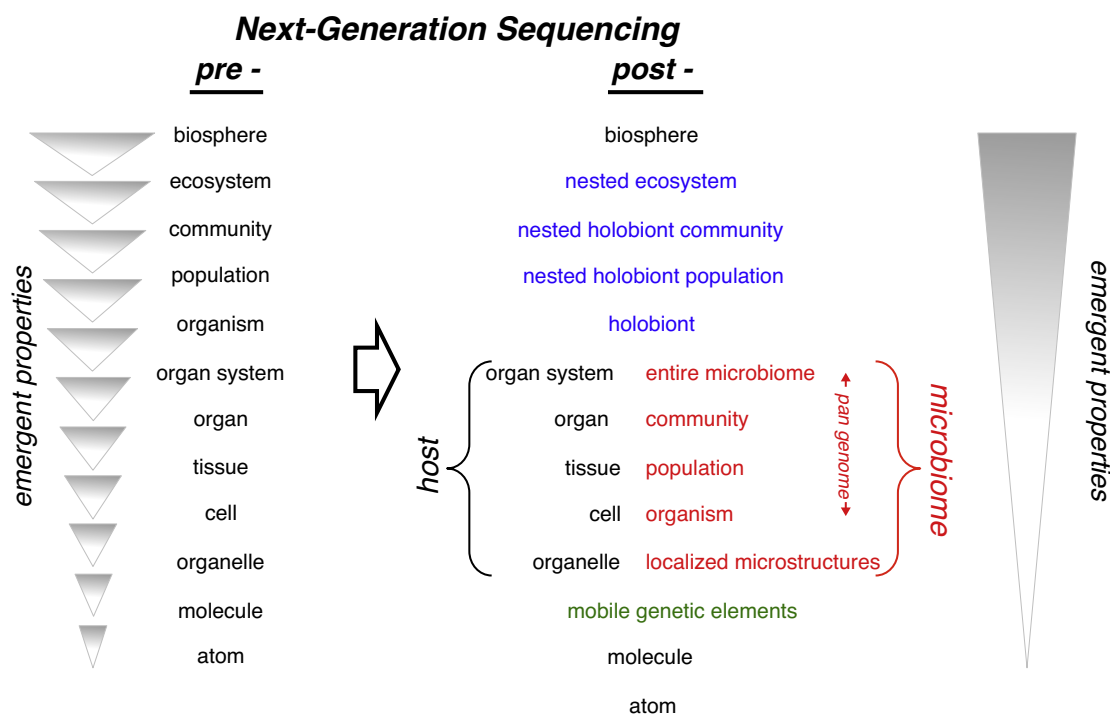 Next-Generation Sequencing
pre -
post -
emergent properties
biosphere
ecosystem
community
population
organism
organ system
organ
tissue
cell
organelle
molecule
atom
biosphere
nested ecosystem
nested holobiont community
nested holobiont population
holobiont
host
organ system entire microbiome
organ community
tissue population
cell organism
organelle localized microstructures
pan genome
microbiome
mobile genetic elements
molecule
atom
emergent properties